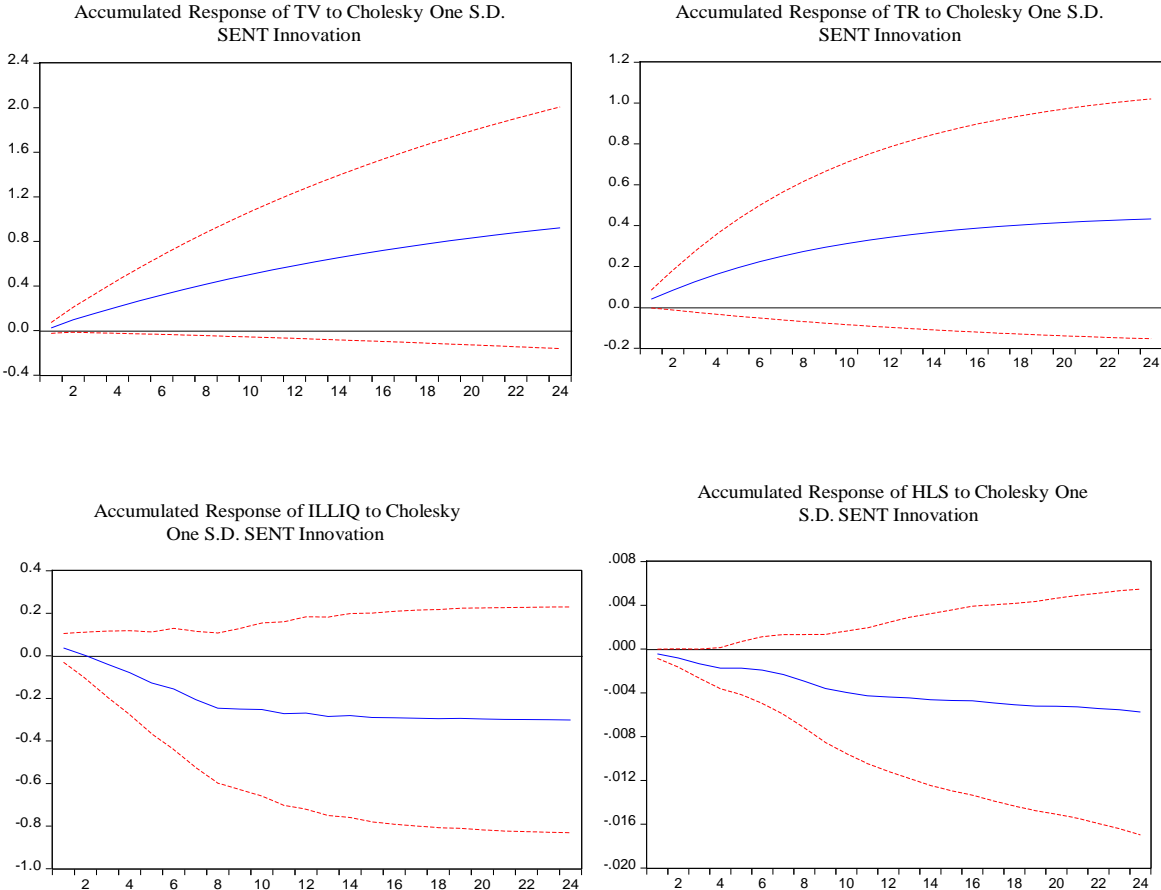 Accumulated Response of TV to Cholesky One S.D.
SENT Innovation
2.4
2.0
1.6
1.2
0.8
0.4
0.0
-0.4
2 4 6 8 10 12 14 16 18 20 22 24
Accumulated Response of TR to Cholesky One S.D.
SENT Innovation
1.2
1.0
0.8
0.6
0.4
0.2
0.0
-0.2
2 4 6 8 10 12 14 16 18 20 22 24
Accumulated Response of ILLIQ to Cholesky
One S.D. SENT Innovation
0.4
0.2
0.0
-0.2
-0.4
-0.6
-0.8
-1.0
2 4 6 8 10 12 14 16 18 20 22 24
Accumulated Response of HLS to Cholesky One
S.D. SENT Innovation
.008
.004
.000
-.004
-.008
-.012
-.016
-.020
2 4 6 8 10 12 14 16 18 20 22 24